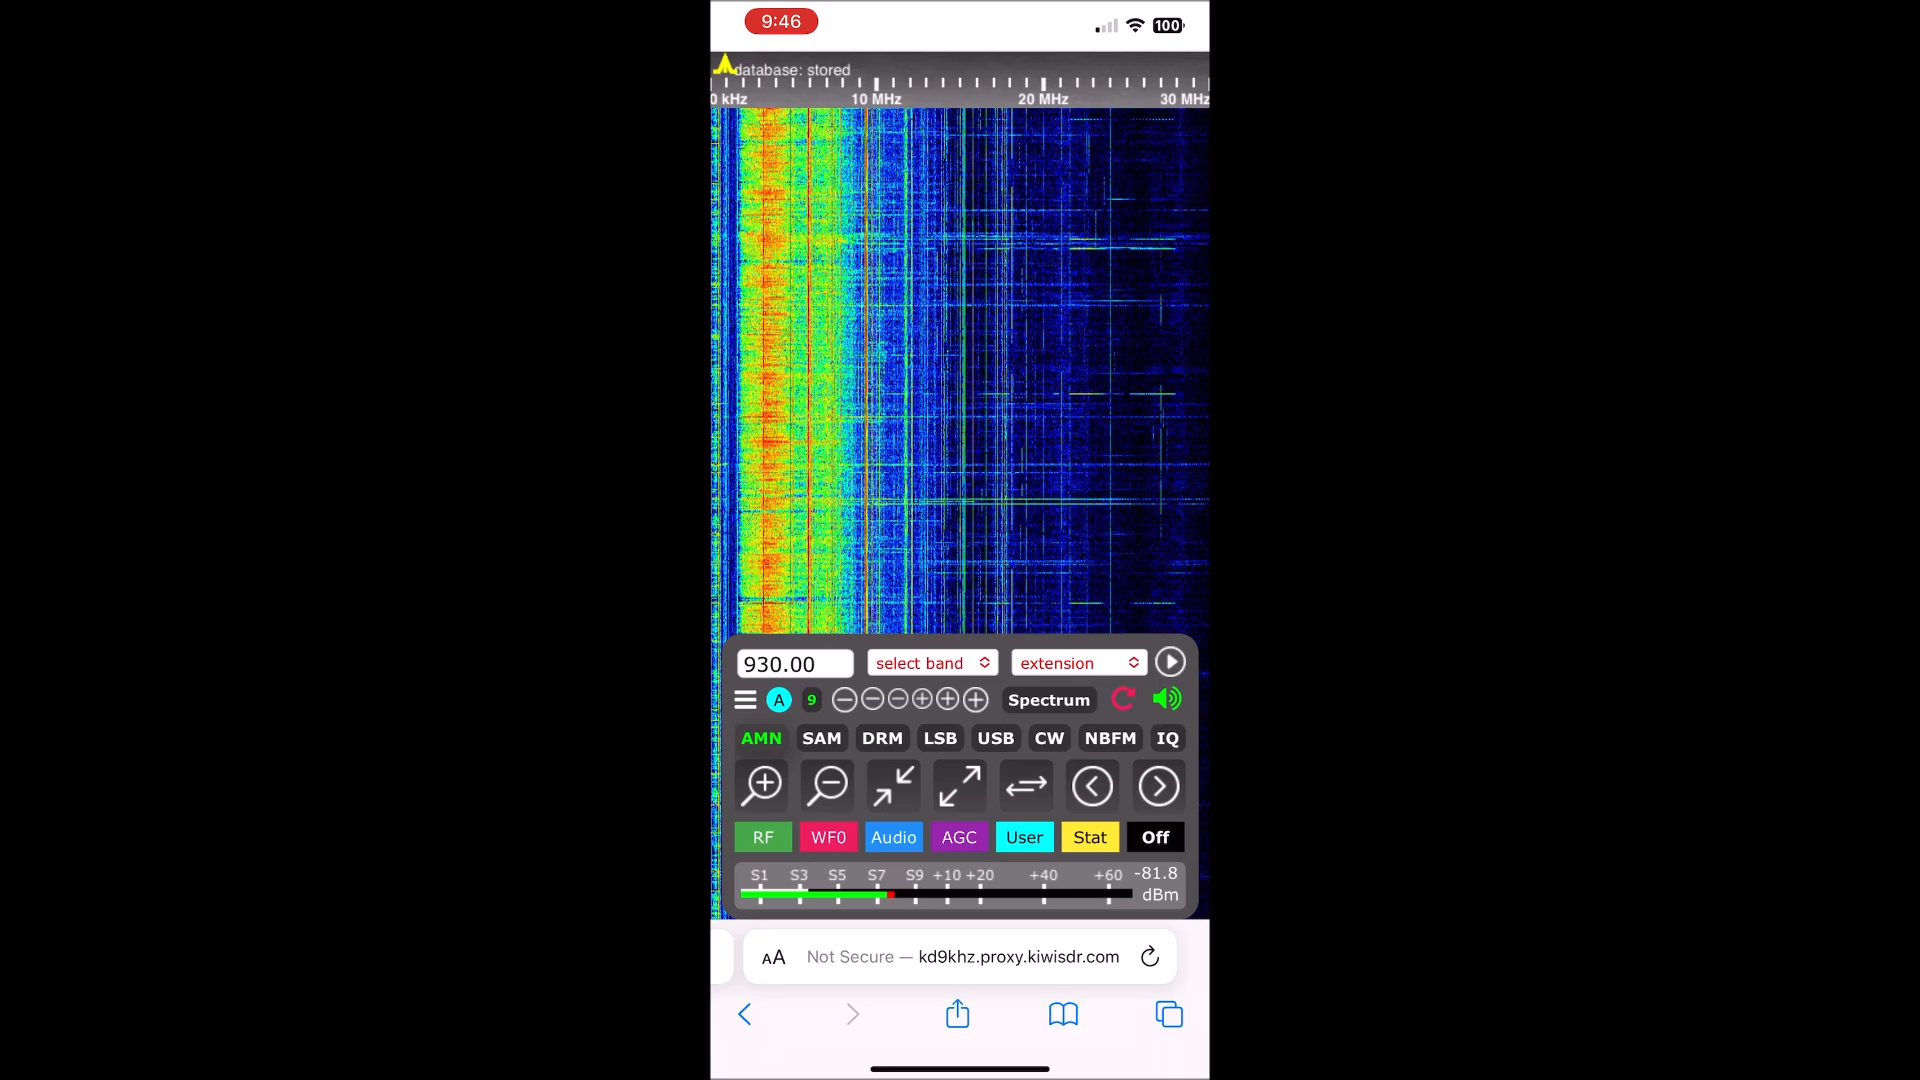 9:46
100
database: stored
0 kHz 10 MHz 20 MHz 30 MHz
930.00 select band extension
A 9 Spectrum
AMN SAM DRM LSB USB CW NBFM IQ
RF WF0 Audio AGC User Stat Off
S1 S3 S5 S7 S9 +10 +20 +40 +60 -81.8
dBm
AA Not Secure — kd9khz.proxy.kiwisdr.com